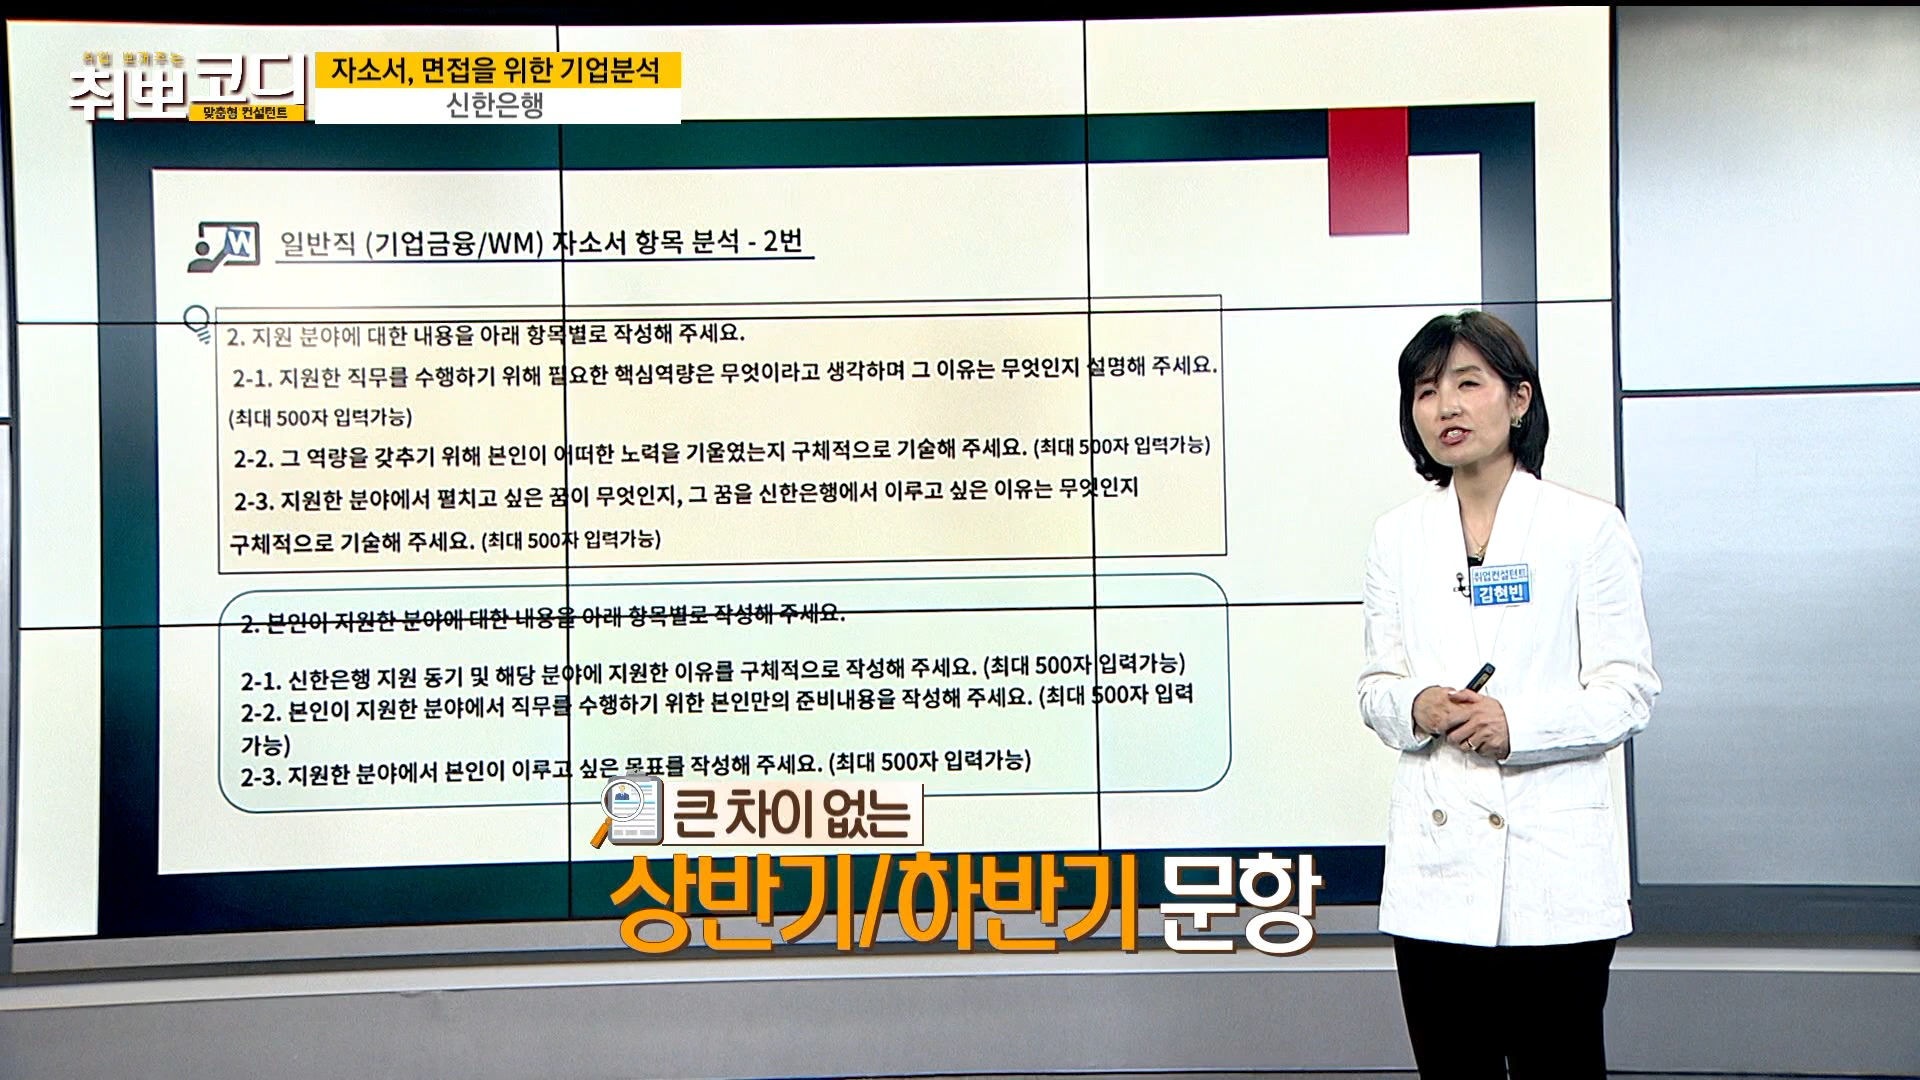 취업 뽀개주는
취뽀코디
맞춤형 컨설턴트
자소서, 면접을 위한 기업분석
신한은행
W
일반직 (기업금융/WM) 자소서 항목 분석 - 2번
2. 지원 분야에 대한 내용을 아래 항목별로 작성해 주세요.
2-1. 지원한 직무를 수행하기 위해 필요한 핵심역량은 무엇이라고 생각하며 그 이유는 무엇인지 설명해 주세요.
(최대 500자 입력가능)
2-2. 그 역량을 갖추기 위해 본인이 어떠한 노력을 기울였는지 구체적으로 기술해 주세요. (최대 500자 입력가능)
2-3. 지원한 분야에서 펼치고 싶은 꿈이 무엇인지, 그 꿈을 신한은행에서 이루고 싶은 이유는 무엇인지
구체적으로 기술해 주세요. (최대 500자 입력가능)
2. 본인이 지원한 분야에 대한 내용을 아래 항목별로 작성해 주세요.
2-1. 신한은행 지원 동기 및 해당 분야에 지원한 이유를 구체적으로 작성해 주세요. (최대 500자 입력가능)
2-2. 본인이 지원한 분야에서 직무를 수행하기 위한 본인만의 준비내용을 작성해 주세요. (최대 500자 입력
가능)
2-3. 지원한 분야에서 본인이 이루고 싶은 목표를 작성해 주세요. (최대 500자 입력가능)
취업컨설턴트
김현빈
큰 차이 없는
상반기/하반기 문항